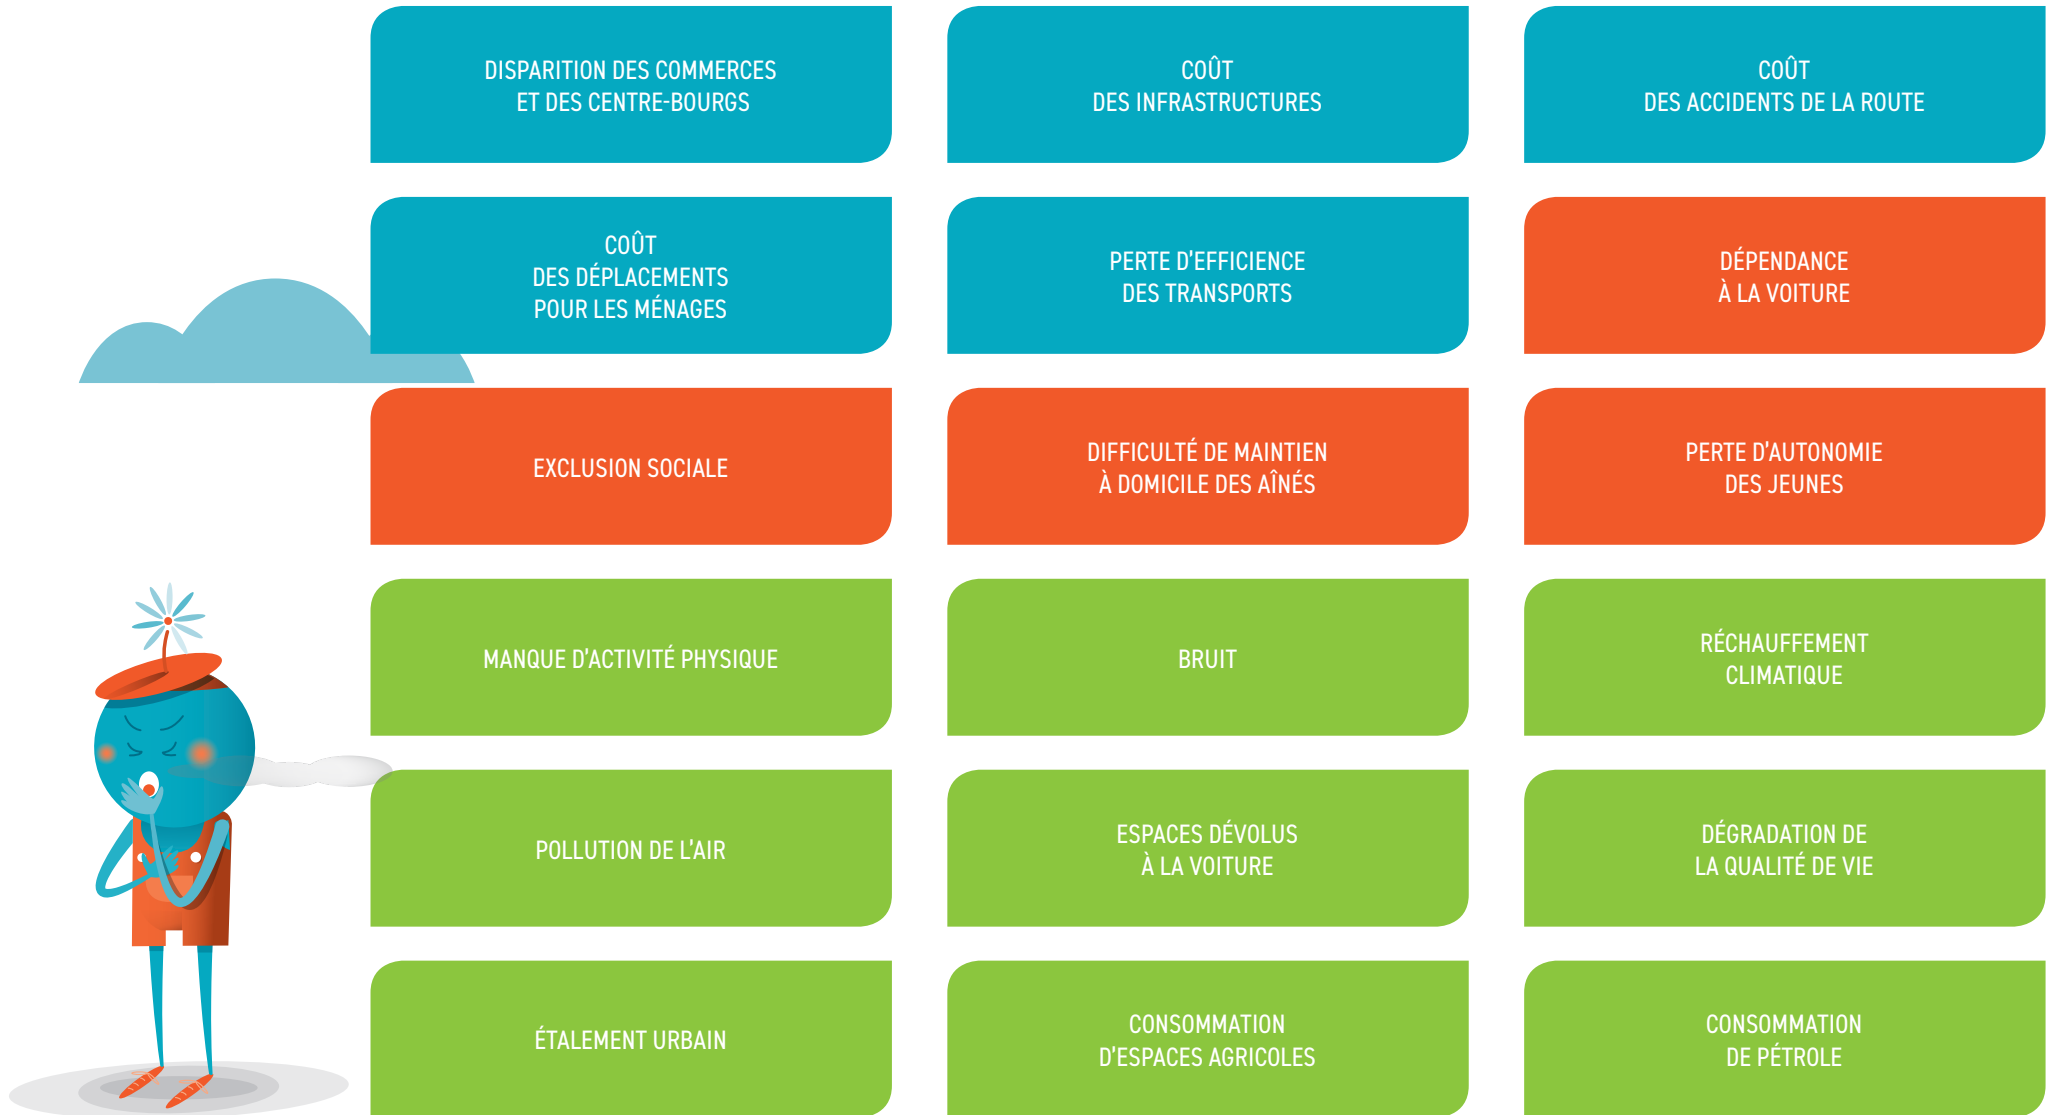 DISPARITION DES COMMERCES
ET DES CENTRE-BOURGS
COÛT
DES INFRASTRUCTURES
COÛT
DES ACCIDENTS DE LA ROUTE
COÛT
DES DÉPLACEMENTS
POUR LES MÉNAGES
PERTE D'EFFICIENCE
DES TRANSPORTS
DÉPENDANCE
À LA VOITURE
EXCLUSION SOCIALE
DIFFICULTÉ DE MAINTIEN
À DOMICILE DES AÎNÉS
PERTE D'AUTONOMIE
DES JEUNES
MANQUE D'ACTIVITÉ PHYSIQUE
BRUIT
RÉCHAUFFEMENT
CLIMATIQUE
POLLUTION DE L'AIR
ESPACES DÉVOLUS
À LA VOITURE
DÉGRADATION DE
LA QUALITÉ DE VIE
ÉTALEMENT URBAIN
CONSOMMATION
D'ESPACES AGRICOLES
CONSOMMATION
DE PÉTROLE